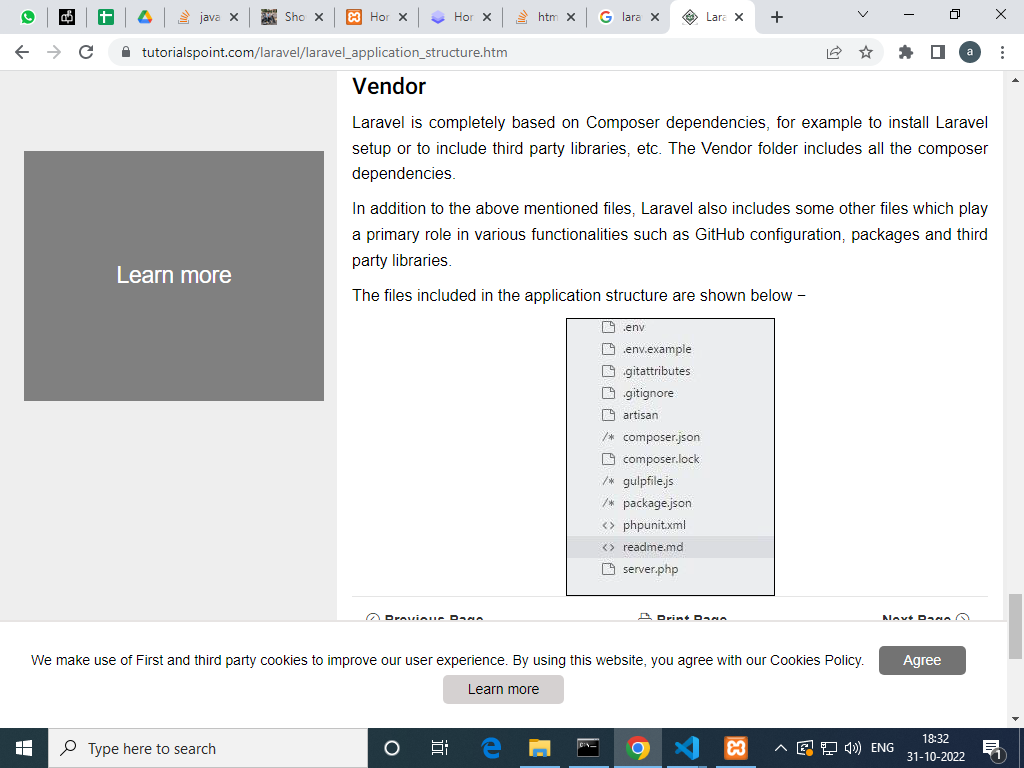 java
Sho
Hor
Hor
htm
lara
Lara
tutorialspoint.com/laravel/laravel_application_structure.htm
a
Vendor
Laravel is completely based on Composer dependencies, for example to install Laravel
setup or to include third party libraries, etc. The Vendor folder includes all the composer
dependencies.
In addition to the above mentioned files, Laravel also includes some other files which play
a primary role in various functionalities such as GitHub configuration, packages and third
party libraries.
The files included in the application structure are shown below −
Learn more
.env
.env.example
.gitattributes
.gitignore
artisan
/* composer.json
composer.lock
/* gulpfile.js
/* package.json
<> phpunit.xml
<> readme.md
server.php
Previous Page Print Page Next Page
We make use of First and third party cookies to improve our user experience. By using this website, you agree with our Cookies Policy. Agree
Learn more
Type here to search
ENG
18:32
31-10-2022
1